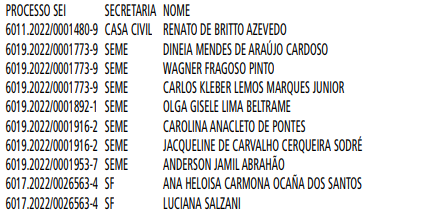 PROCESSO SEI SECRETARIA NOME
6011.2022/0001480-9 CASA CIVIL RENATO DE BRITTO AZEVEDO
6019.2022/0001773-9 SEME DINEIA MENDES DE ARAÚJO CARDOSO
6019.2022/0001773-9 SEME WAGNER FRAGOSO PINTO
6019.2022/0001773-9 SEME CARLOS KLEBER LEMOS MARQUES JUNIOR
6019.2022/0001892-1 SEME OLGA GISELE LIMA BELTRAME
6019.2022/0001916-2 SEME CAROLINA ANACLETO DE PONTES
6019.2022/0001916-2 SEME JACQUELINE DE CARVALHO CERQUEIRA SODRÉ
6019.2022/0001953-7 SEME ANDERSON JAMIL ABRAHÃO
6017.2022/0026563-4 SF ANA HELOISA CARMONA OCAÑA DOS SANTOS
6017.2022/0026563-4 SF LUCIANA SALZANI